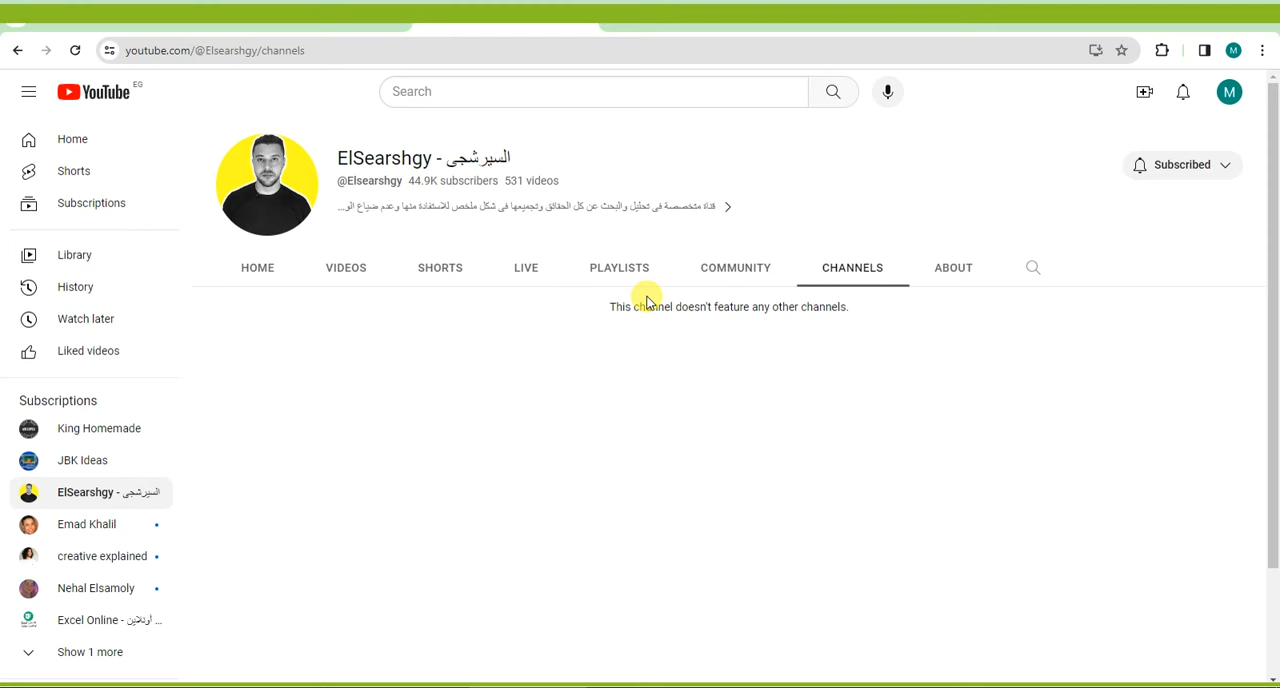 youtube.com/@Elsearshgy/channels
M
YouTube EG
Search
M
ElSearshgy - السيرشجى
@Elsearshgy 44.9K subscribers 531 videos
قناة متخصصة فى تحليل والبحث عن كل الحقائق وتجميعها فى شكل ملخص للاستفادة منها وعدم ضياع الو...
Subscribed
HOME VIDEOS SHORTS LIVE PLAYLISTS COMMUNITY CHANNELS ABOUT
This channel doesn't feature any other channels.
Home
Shorts
Subscriptions
Library
History
Watch later
Liked videos
Subscriptions
King Homemade
JBK Ideas
ElSearshgy - السيرشجى
Emad Khalil
creative explained
Nehal Elsamoly
Excel Online - أونلاين ...
Show 1 more